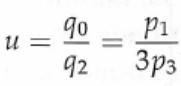 u = q0/q2 = p1/3p3